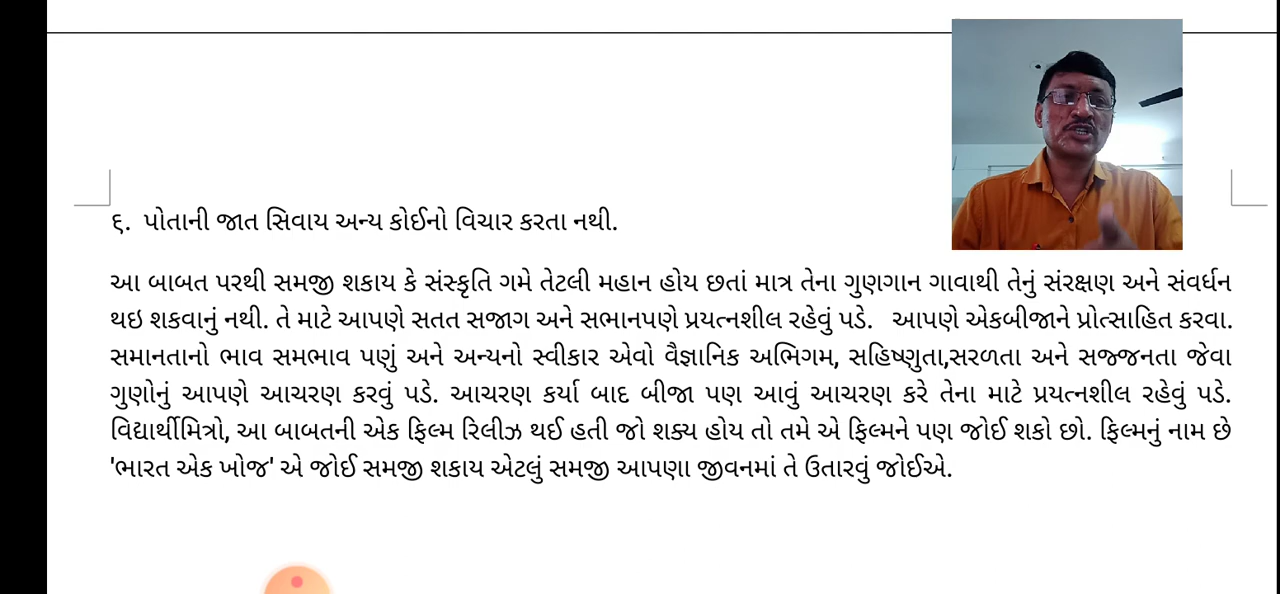 ૬. પોતાની જાત સિવાય અન્ય કોઈનો વિચાર કરતા નથી.
આ બાબત પરથી સમજી શકાય કે સંસ્કૃતિ ગમે તેટલી મહાન હોય છતાં માત્ર તેના ગુણગાન ગાવાથી તેનું સંરક્ષણ અને સંવર્ધન
થઇ શકવાનું નથી. તે માટે આપણે સતત સજાગ અને સભાનપણે પ્રયત્નશીલ રહેવું પડે. આપણે એકબીજાને પ્રોત્સાહિત કરવા.
સમાનતાનો ભાવ સમભાવ પણું અને અન્યનો સ્વીકાર એવો વૈજ્ઞાનિક અભિગમ, સહિષ્ણુતા,સરળતા અને સજ્જનતા જેવા
ગુણોનું આપણે આચરણ કરવું પડે. આચરણ કર્યા બાદ બીજા પણ આવું આચરણ કરે તેના માટે પ્રયત્નશીલ રહેવું પડે.
વિદ્યાર્થીમિત્રો, આ બાબતની એક ફિલ્મ રિલીઝ થઈ હતી જો શક્ય હોય તો તમે એ ફિલ્મને પણ જોઈ શકો છો. ફિલ્મનું નામ છે
'ભારત એક ખોજ' એ જોઈ સમજી શકાય એટલું સમજી આપણા જીવનમાં તે ઉતારવું જોઈએ.